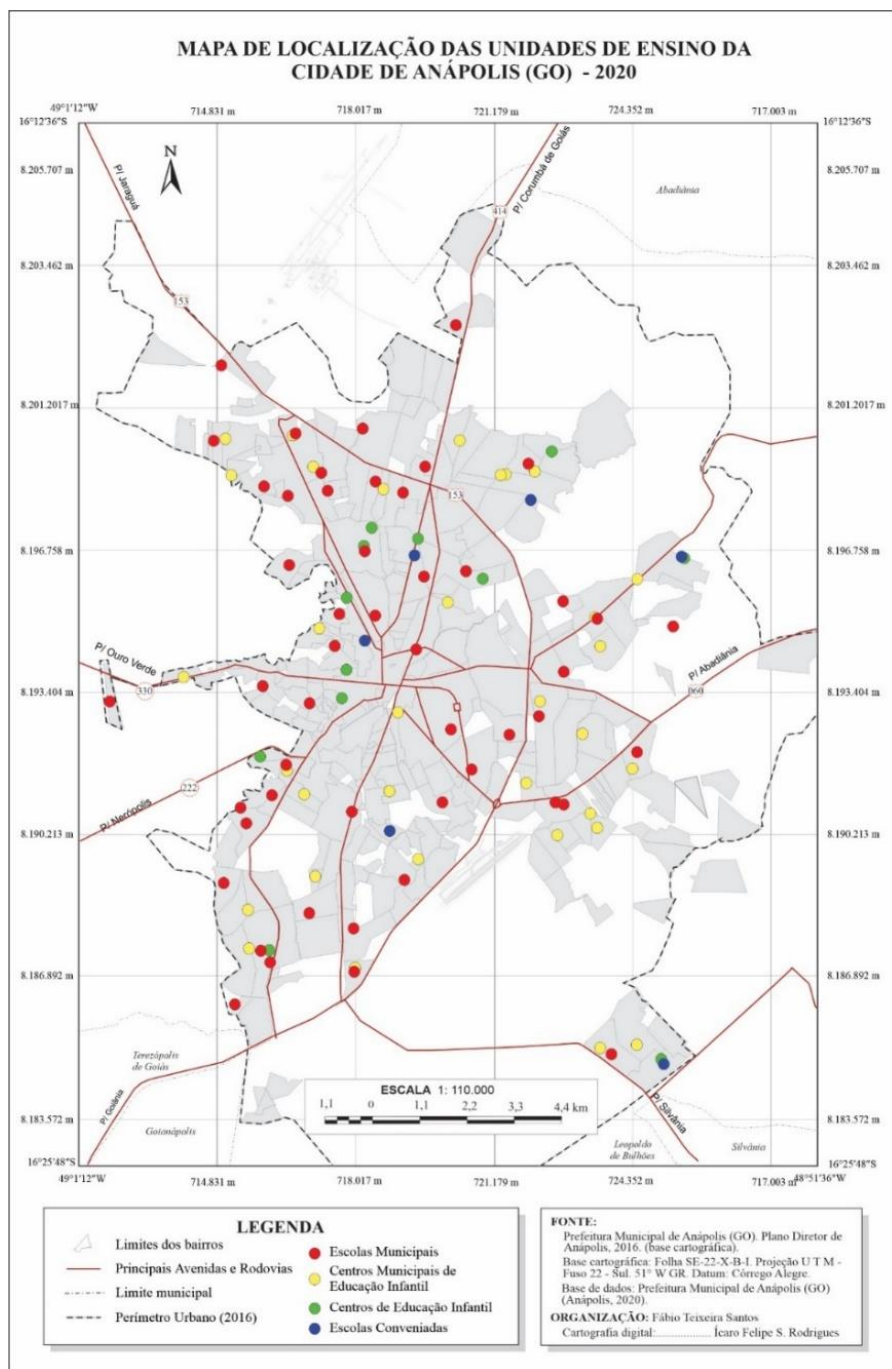 MAPA DE LOCALIZAÇÃO DAS UNIDADES DE ENSINO DA
CIDADE DE ANÁPOLIS (GO) - 2020
49°1'12"W
714.831 m
718.017 m
721.179 m
724.352 m
717.003 m
16°12'36"S
16°12'36"S
8.205.707 m
8.205.707 m
N
P/ Jaraguá
P/ Corumbá de Goiás
Abadiânia
414
8.203.462 m
8.203.462 m
153
8.201.2017 m
8.201.2017 m
153
8.196.758 m
8.196.758 m
P/ Ouro Verde
P/ Abadiânia
330
060
8.193.404 m
8.193.404 m
222
P/ Nerópolis
8.190.213 m
8.190.213 m
8.186.892 m
8.186.892 m
Terezópolis
de Goiás
P/ Goiânia
Goianápolis
ESCALA 1: 110.000
1,1 0 1,1 2,2 3,3 4,4 km
P/ Silvânia
8.183.572 m
8.183.572 m
Leopoldo
de Bulhões
Silvânia
16°25'48"S
16°25'48"S
49°1'12"W
714.831 m
718.017 m
721.179 m
724.352 m
717.003 m
48°51'36"W
LEGENDA
Limites dos bairros
Principais Avenidas e Rodovias
Limite municipal
Perímetro Urbano (2016)
Escolas Municipais
Centros Municipais de
Educação Infantil
Centros de Educação Infantil
Escolas Conveniadas
FONTE:
Prefeitura Municipal de Anápolis (GO). Plano Diretor de
Anápolis, 2016. (base cartográfica).
Base cartográfica: Folha SE-22-X-B-I. Projeção U T M -
Fuso 22 - Sul. 51° W GR. Datum: Córrego Alegre.
Base de dados: Prefeitura Municipal de Anápolis (GO)
(Anápolis, 2020).
ORGANIZAÇÃO: Fábio Teixeira Santos
Cartografia digital:................ Ícaro Felipe S. Rodrigues